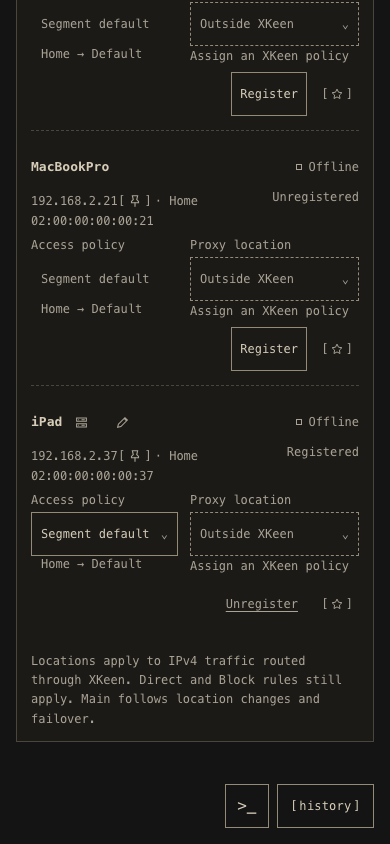 Segment default Outside XKeen
Home → Default Assign an XKeen policy
Register [☆]
MacBookPro Offline
192.168.2.21[ ] · Home Unregistered
02:00:00:00:00:21
Access policy Proxy location
Segment default Outside XKeen
Home → Default Assign an XKeen policy
Register [☆]
iPad Offline
192.168.2.37[ ] · Home Registered
02:00:00:00:00:37
Access policy Proxy location
Segment default Outside XKeen
Home → Default Assign an XKeen policy
Unregister [☆]
Locations apply to IPv4 traffic routed
through XKeen. Direct and Block rules still
apply. Main follows location changes and
failover.
>_ [history]